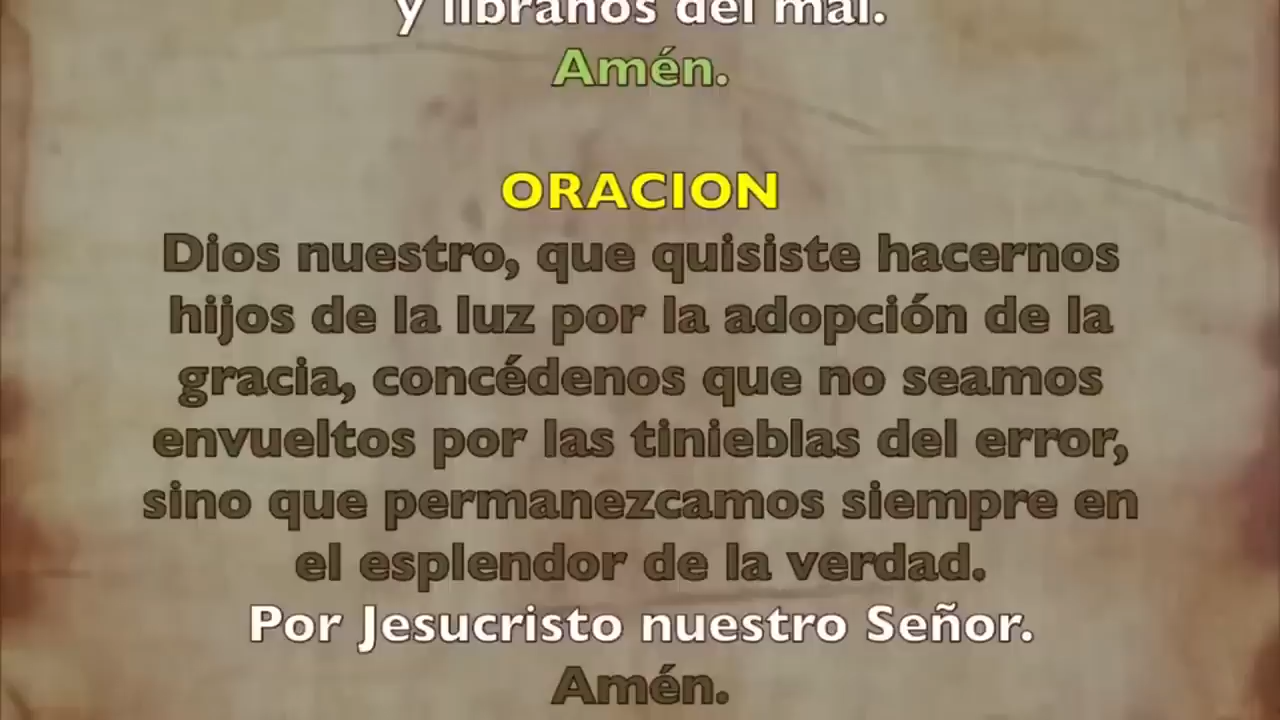 y líbranos del mal.
Amén.
ORACION
Dios nuestro, que quisiste hacernos
hijos de la luz por la adopción de la
gracia, concédenos que no seamos
envueltos por las tinieblas del error,
sino que permanezcamos siempre en
el esplendor de la verdad.
Por Jesucristo nuestro Señor.
Amén.